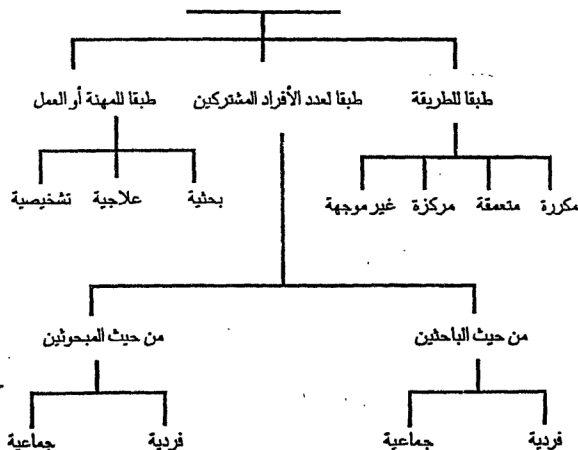 طبقا للطريقة طبقا لعدد الأفراد المشتركين طبقا للمهنة أو العمل
مكررة متعمقة مركزة غير موجهة بحثية علاجية تشخيصية
من حيث الباحثين من حيث المبحوثين
فردية جماعية فردية جماعية